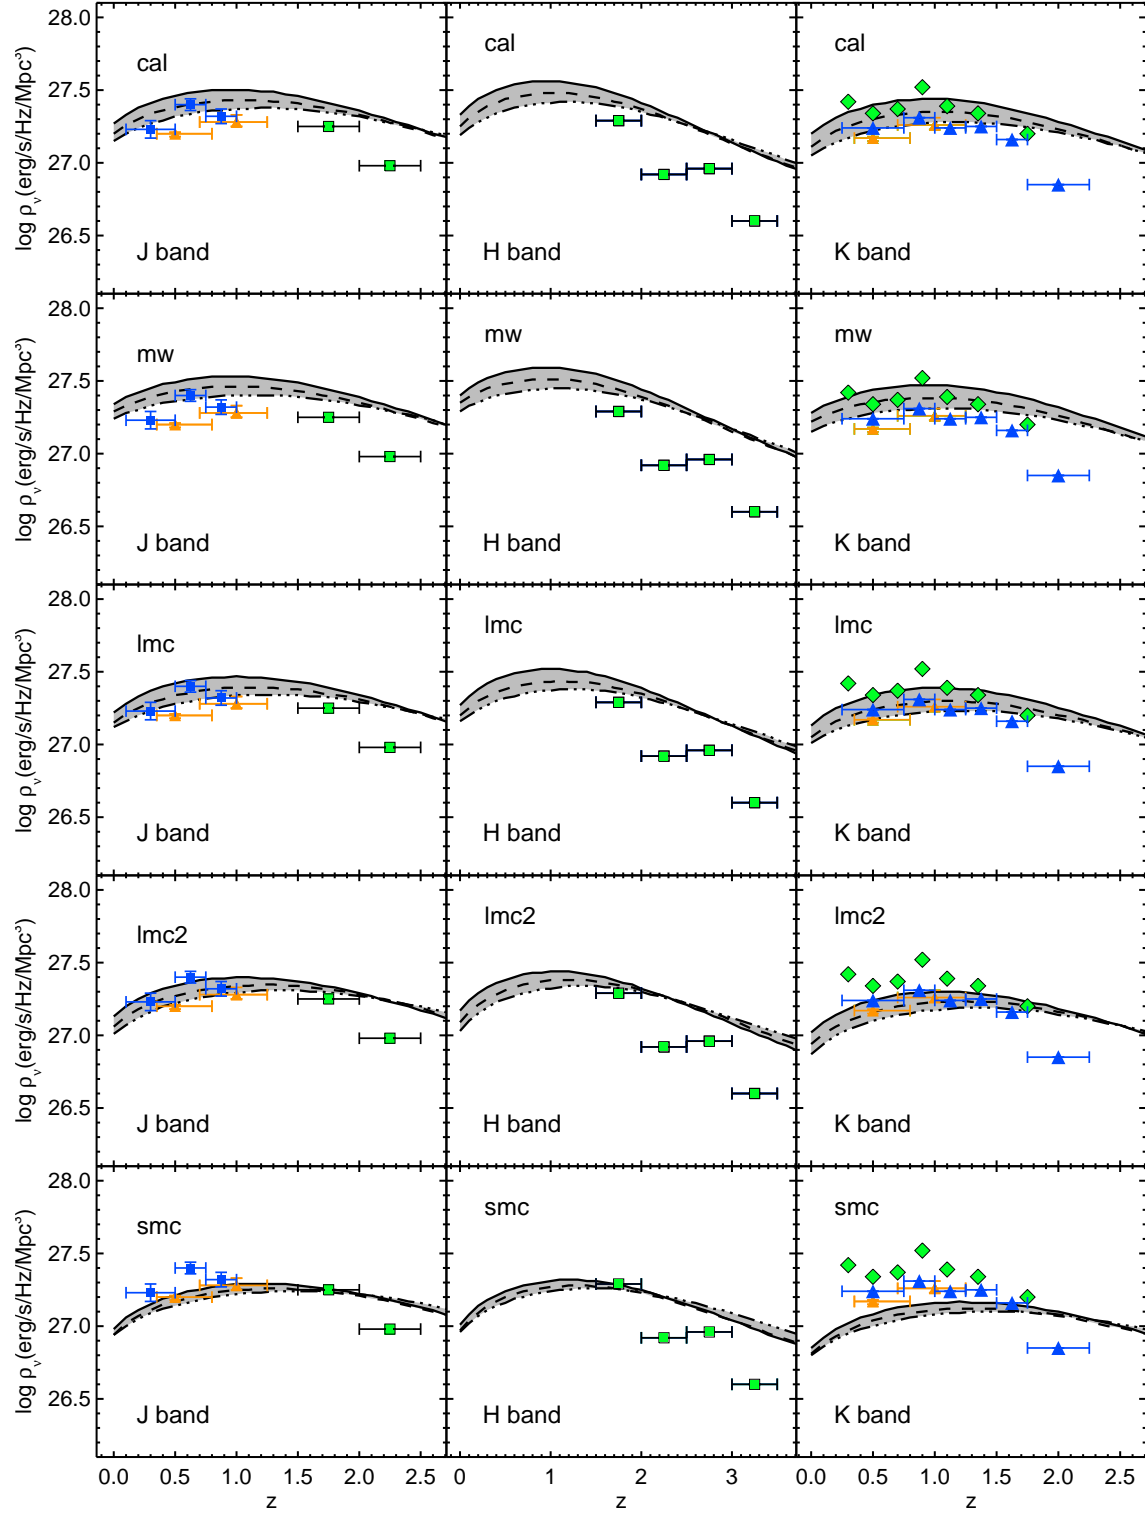 28.0
27.5
27.0
26.5
log ρν(erg/s/Hz/Mpc³)
cal
J band
cal
H band
cal
K band
28.0
27.5
27.0
26.5
log ρν(erg/s/Hz/Mpc³)
mw
J band
mw
H band
mw
K band
28.0
27.5
27.0
26.5
log ρν(erg/s/Hz/Mpc³)
lmc
J band
lmc
H band
lmc
K band
28.0
27.5
27.0
26.5
log ρν(erg/s/Hz/Mpc³)
lmc2
J band
lmc2
H band
lmc2
K band
28.0
27.5
27.0
26.5
log ρν(erg/s/Hz/Mpc³)
smc
J band
smc
H band
smc
K band
0.0 0.5 1.0 1.5 2.0 2.5
0 1 2 3
0.0 0.5 1.0 1.5 2.0 2.5
z
z
z